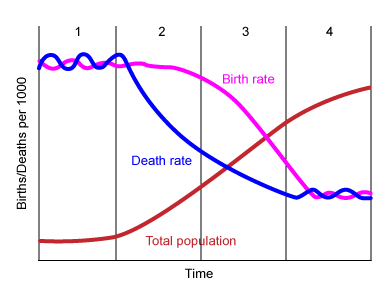 1 2 3 4
Birth rate
Death rate
Total population
Births/Deaths per 1000
Time